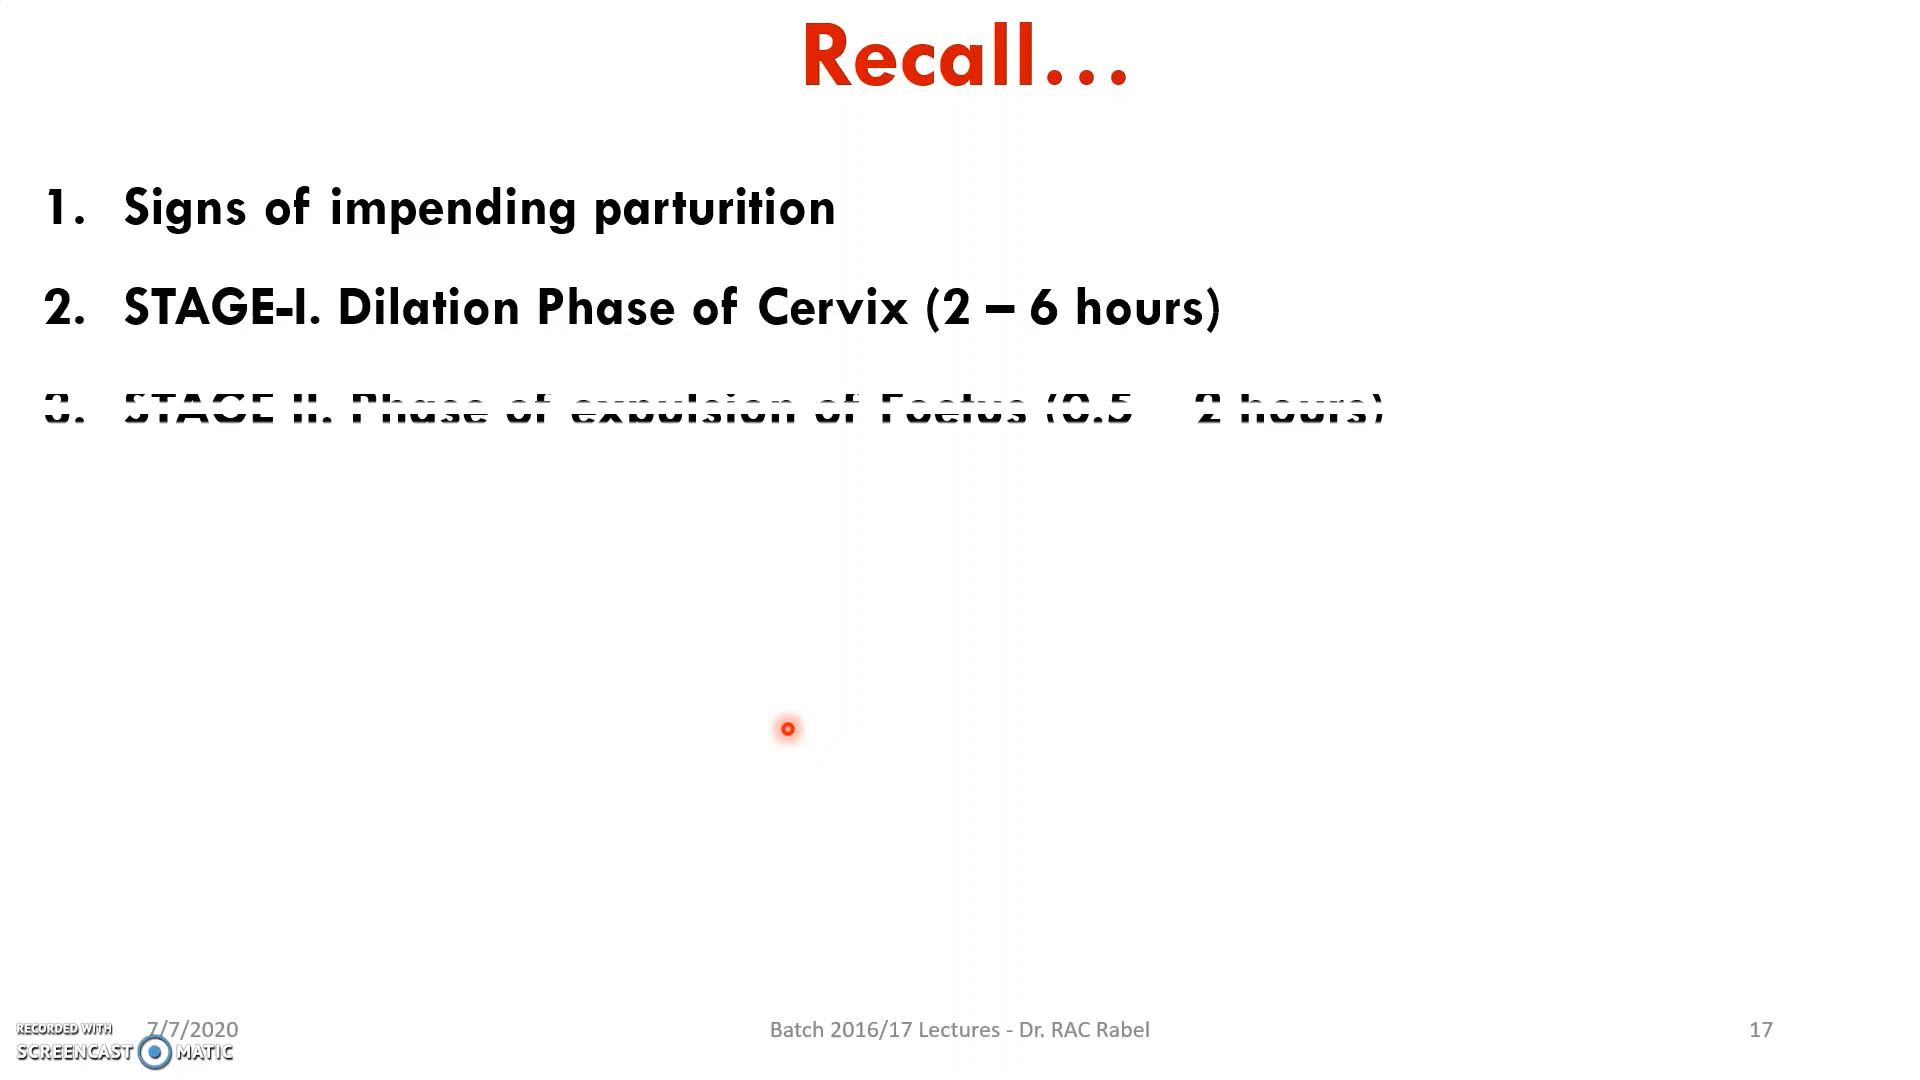 Recall...
1. Signs of impending parturition
2. STAGE-I. Dilation Phase of Cervix (2 – 6 hours)
3. STAGE II. Phase of expulsion of Foetus (0.5 2 hours)
RECORDED WITH
SCREENCAST MATIC
7/7/2020
Batch 2016/17 Lectures - Dr. RAC Rabel
17